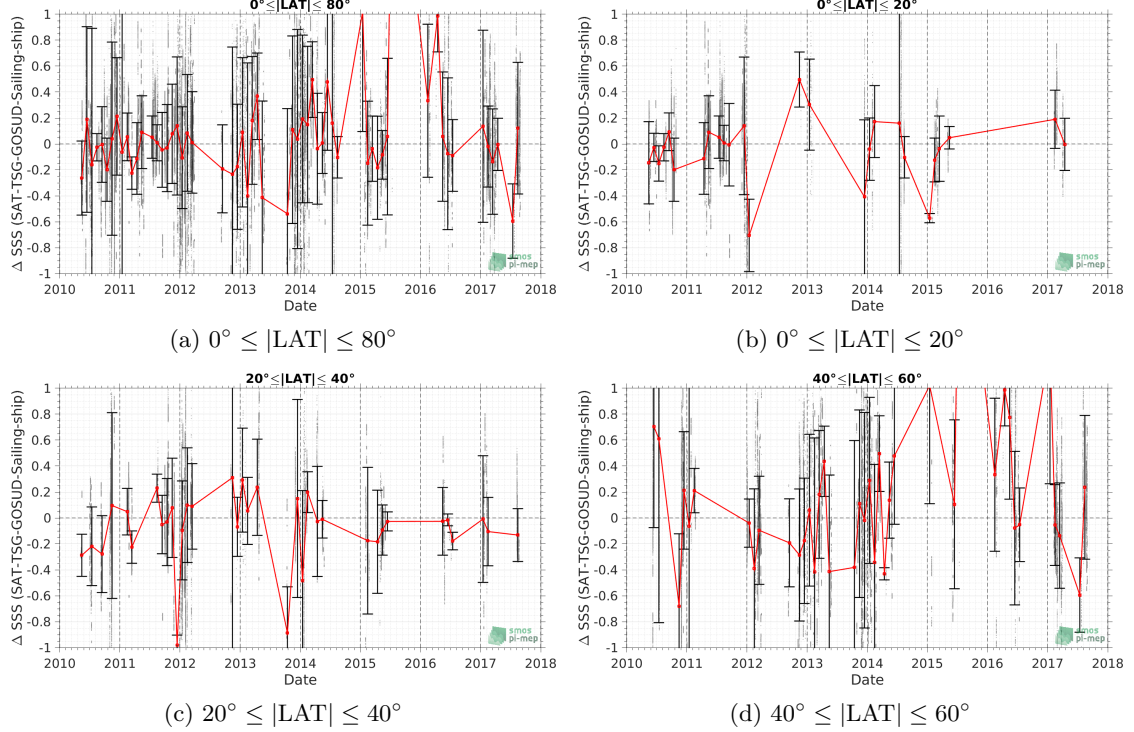 0°≤|LAT|≤ 80°
1
0.8
0.6
0.4
0.2
0
-0.2
-0.4
-0.6
-0.8
-1
Δ SSS (SAT-TSG-GOSUD-Sailing-ship)
2010 2011 2012 2013 2014 2015 2016 2017 2018
Date
smos
pi-mep
(a) 0° ≤ |LAT| ≤ 80°
0°≤|LAT|≤ 20°
1
0.8
0.6
0.4
0.2
0
-0.2
-0.4
-0.6
-0.8
-1
Δ SSS (SAT-TSG-GOSUD-Sailing-ship)
2010 2011 2012 2013 2014 2015 2016 2017 2018
Date
smos
pi-mep
(b) 0° ≤ |LAT| ≤ 20°
20°≤|LAT|≤ 40°
1
0.8
0.6
0.4
0.2
0
-0.2
-0.4
-0.6
-0.8
-1
Δ SSS (SAT-TSG-GOSUD-Sailing-ship)
2010 2011 2012 2013 2014 2015 2016 2017 2018
Date
smos
pi-mep
(c) 20° ≤ |LAT| ≤ 40°
40°≤|LAT|≤ 60°
1
0.8
0.6
0.4
0.2
0
-0.2
-0.4
-0.6
-0.8
-1
Δ SSS (SAT-TSG-GOSUD-Sailing-ship)
2010 2011 2012 2013 2014 2015 2016 2017 2018
Date
smos
pi-mep
(d) 40° ≤ |LAT| ≤ 60°